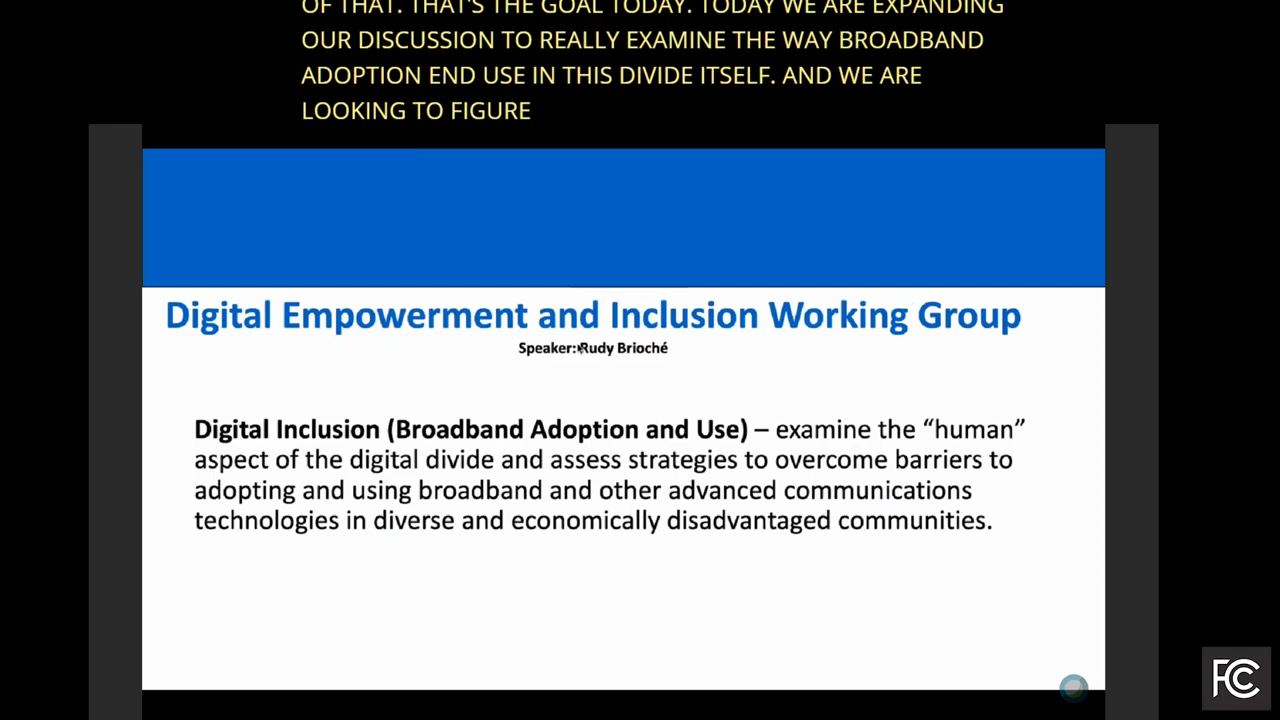 OF THAT. THAT'S THE GOAL TODAY. TODAY WE ARE EXPANDING
OUR DISCUSSION TO REALLY EXAMINE THE WAY BROADBAND
ADOPTION END USE IN THIS DIVIDE ITSELF. AND WE ARE
LOOKING TO FIGURE
Digital Empowerment and Inclusion Working Group
Speaker: Rudy Brioché
Digital Inclusion (Broadband Adoption and Use) – examine the “human”
aspect of the digital divide and assess strategies to overcome barriers to
adopting and using broadband and other advanced communications
technologies in diverse and economically disadvantaged communities.
FCC